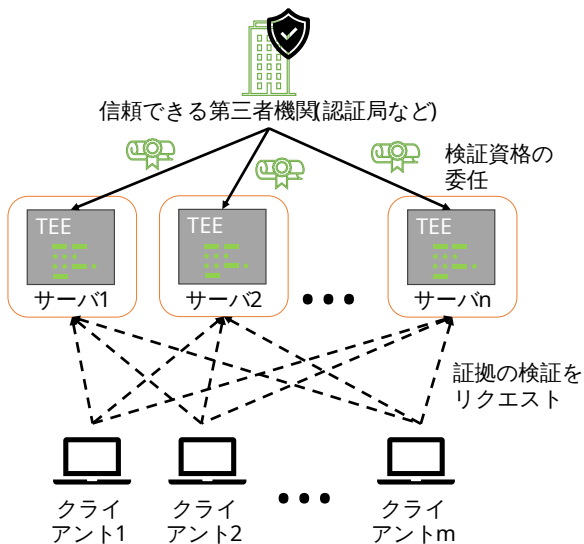 信頼できる第三者機関(認証局など)
検証資格の
委任
TEE
TEE
TEE
サーバ1
サーバ2
サーバn
証拠の検証を
リクエスト
クライ
アント1
クライ
アント2
クライ
アントm